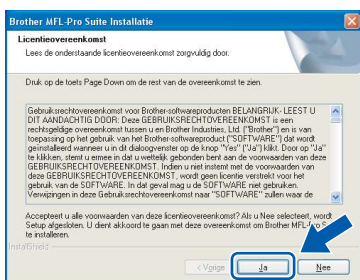 Brother MFL-Pro Suite Installatie
Licentieovereenkomst
Lees de onderstaande licentieovereenkomst zorgvuldig door.
Druk op de toets Page Down om de rest van de overeenkomst te zien.
Gebruiksrechtovereenkomst voor Brother-softwareproducten BELANGRIJK- LEEST U
DIT AANDACHTIG DOOR: Deze GEBRUIKSRECHTOVEREENKOMST is een
rechtsgeldige overeenkomst tussen u en Brother Industries, Ltd. ("Brother") en is van
toepassing op het gebruik van het Brother-softwareproduct ("SOFTWARE") dat wordt
geïnstalleerd wanneer u in dit dialoogvenster op de knop "Yes" ("Ja") klikt. Door op "Ja"
te klikken, stemt u ermee in dat u wettelijk gebonden bent aan de voorwaarden van deze
GEBRUIKSRECHTOVEREENKOMST. Indien u niet instemt met de voorwaarden van
deze GEBRUIKSRECHTOVEREENKOMST, wordt geen licentie verstrekt voor het
gebruik van de SOFTWARE. In dat geval mag u de SOFTWARE niet gebruiken.
Verwijzingen in deze Gebruiksrechtovereenkomst naar "SOFTWARE" zullen waar de
Accepteert u alle voorwaarden van deze licentieovereenkomst? Als u Nee selecteert, wordt
Setup afgesloten. U dient akkoord te gaan met deze overeenkomst om Brother MFL-Pro S
te installeren.
InstallShield
< Vorige
Ja
Nee